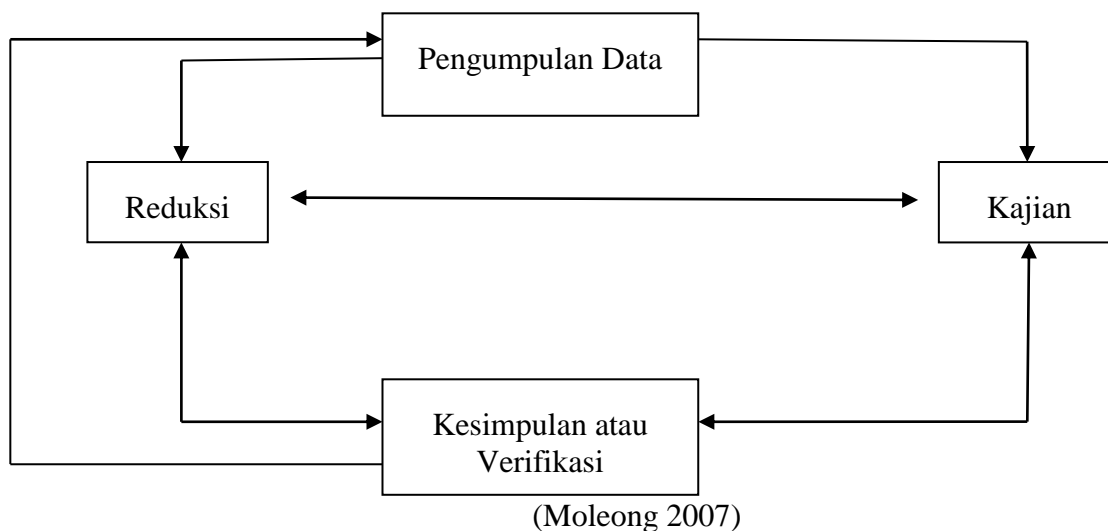 Pengumpulan Data
Reduksi
Kajian
Kesimpulan atau
Verifikasi
(Moleong 2007)